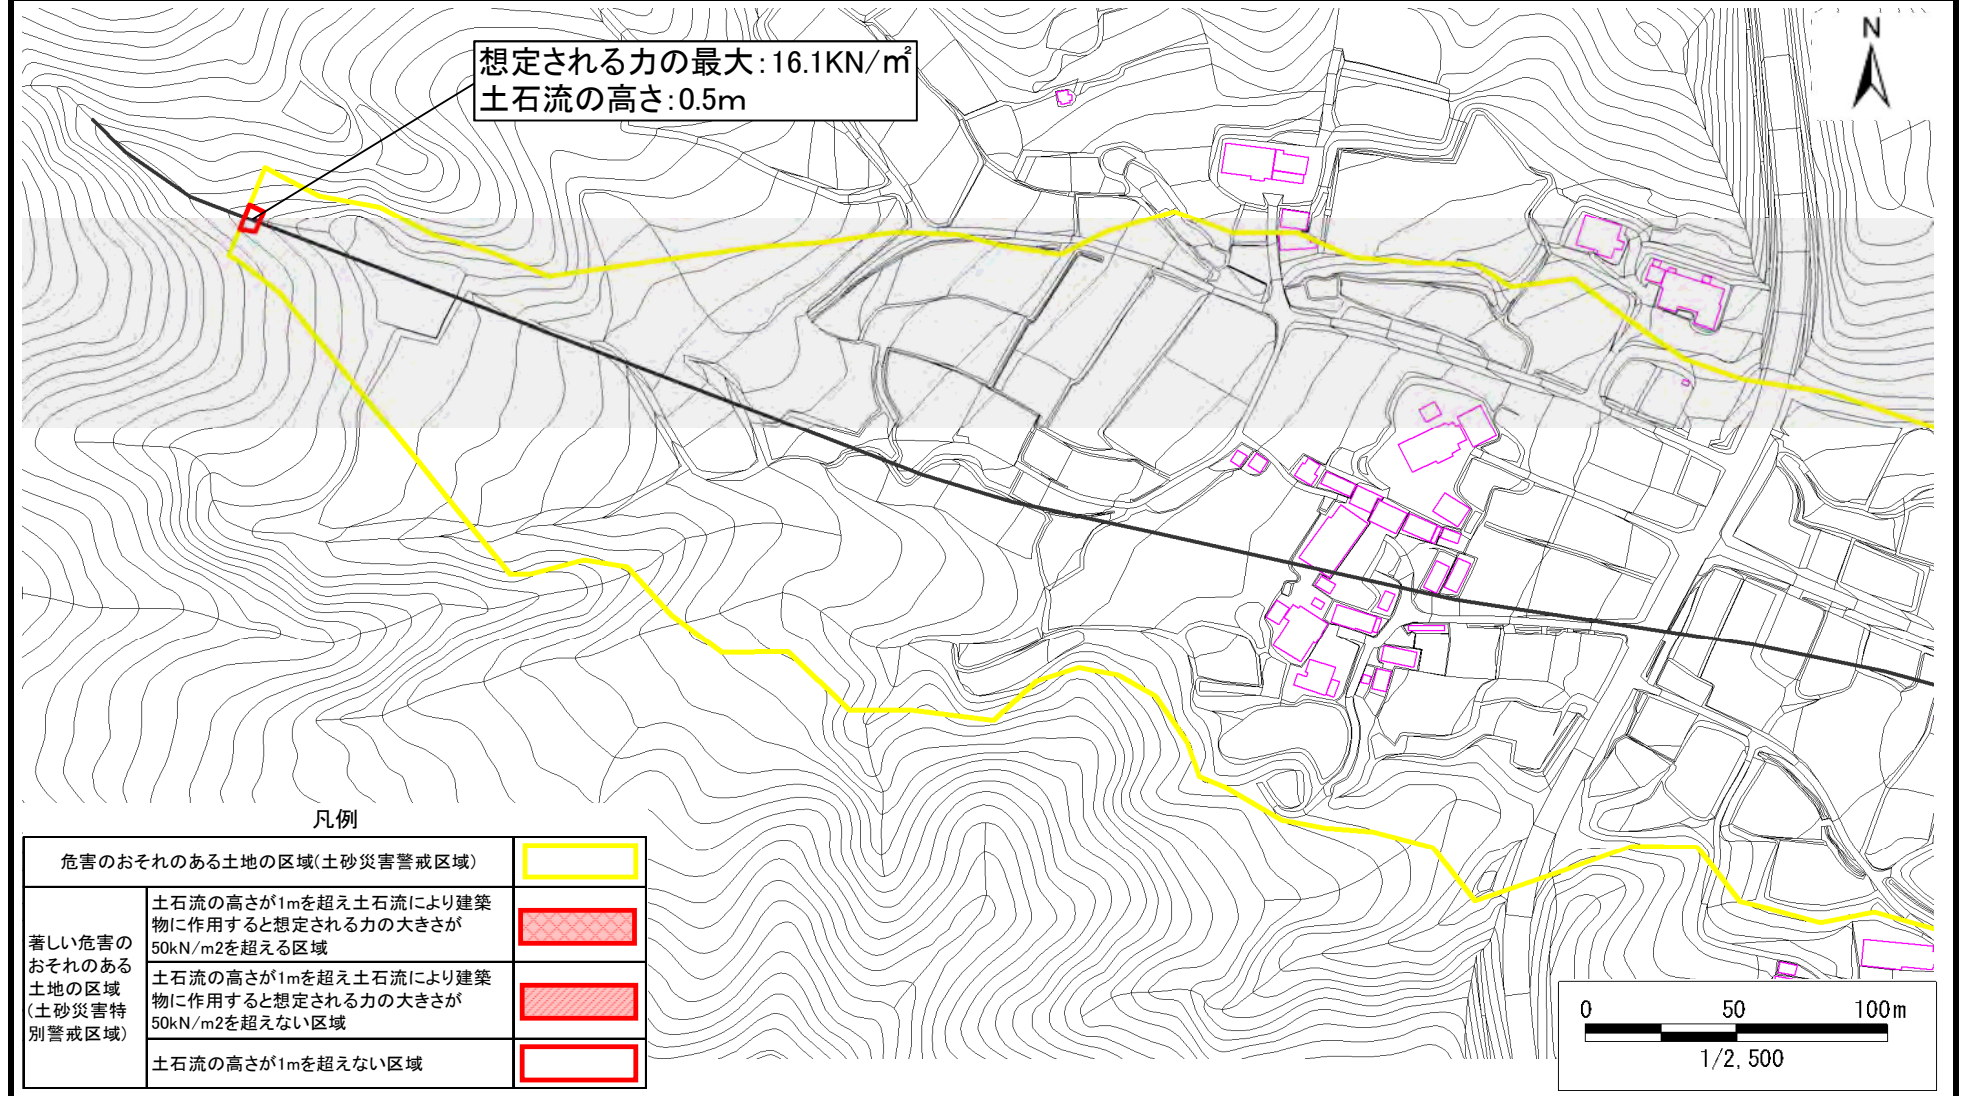 想定される力の最大:16.1KN/㎡
土石流の高さ:0.5m
N
凡例
危害のおそれのある土地の区域(土砂災害警戒区域)
著しい危害の
おそれのある
土地の区域
(土砂災害特
別警戒区域)
土石流の高さが1mを超え土石流により建築
物に作用すると想定される力の大きさが
50kN/m2を超える区域
土石流の高さが1mを超え土石流により建築
物に作用すると想定される力の大きさが
50kN/m2を超えない区域
土石流の高さが1mを超えない区域
0 50 100m
1/2,500